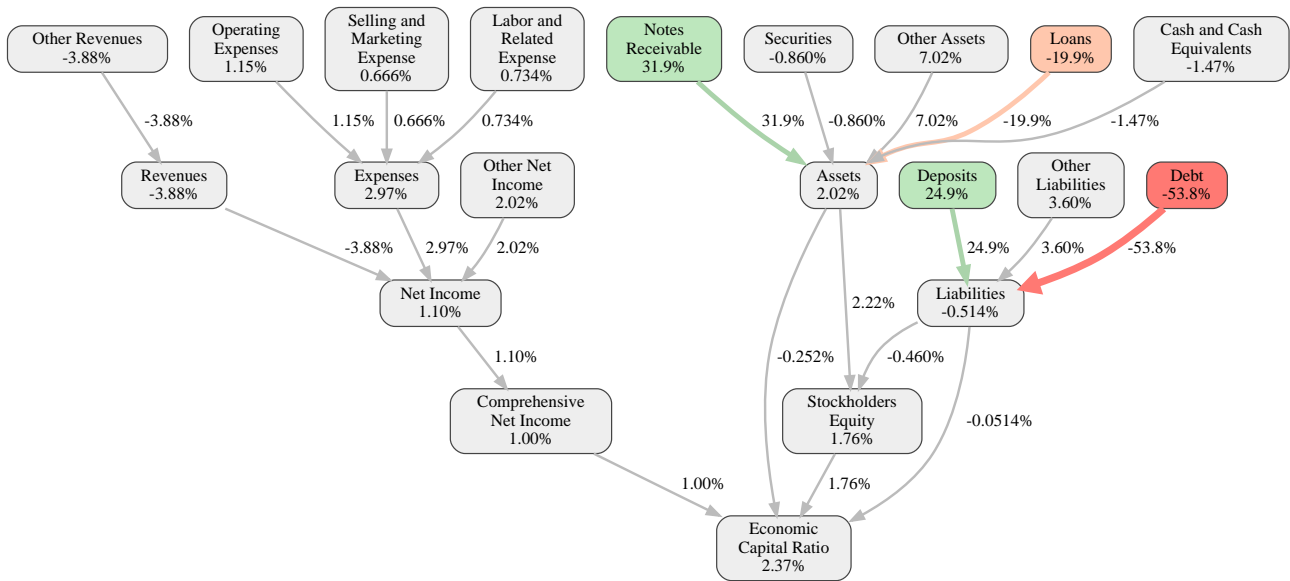 Other Revenues
-3.88%
Operating
Expenses
1.15%
Selling and
Marketing
Expense
0.666%
Labor and
Related
Expense
0.734%
Notes
Receivable
31.9%
Securities
-0.860%
Other Assets
7.02%
Loans
-19.9%
Cash and Cash
Equivalents
-1.47%
-3.88%
1.15%
0.666%
0.734%
31.9%
-0.860%
7.02%
-19.9%
-1.47%
Revenues
-3.88%
Expenses
2.97%
Other Net
Income
2.02%
Assets
2.02%
Deposits
24.9%
Other
Liabilities
3.60%
Debt
-53.8%
-3.88%
2.97%
2.02%
24.9%
3.60%
-53.8%
Net Income
1.10%
2.22%
Liabilities
-0.514%
1.10%
-0.252%
-0.460%
Comprehensive
Net Income
1.00%
Stockholders
Equity
1.76%
-0.0514%
1.00%
1.76%
Economic
Capital Ratio
2.37%